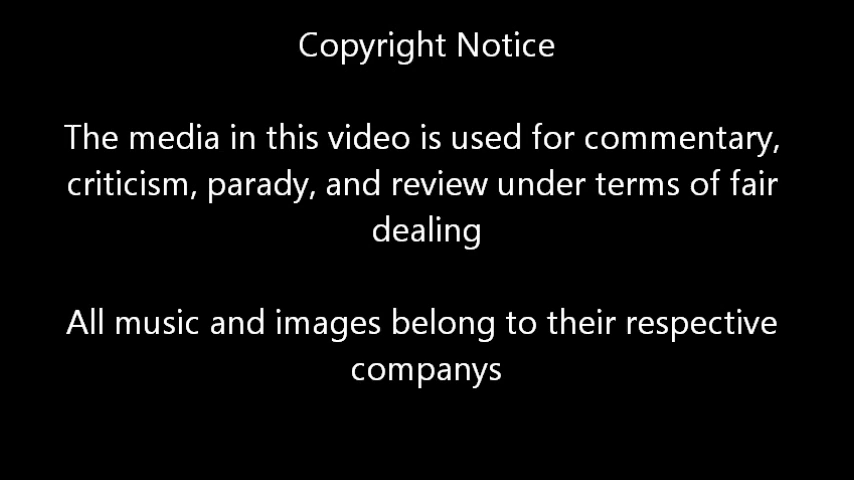 Copyright Notice
The media in this video is used for commentary,
criticism, parady, and review under terms of fair
dealing
All music and images belong to their respective
companys